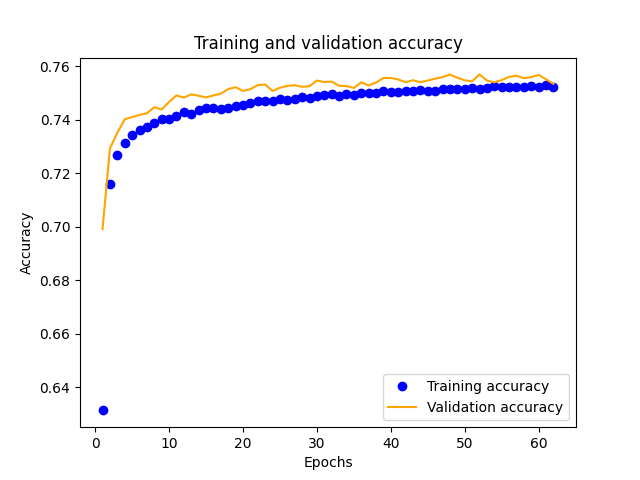 Training and validation accuracy
0.76
0.74
0.72
0.70
0.68
0.66
0.64
Accuracy
Training accuracy
Validation accuracy
0 10 20 30 40 50 60
Epochs